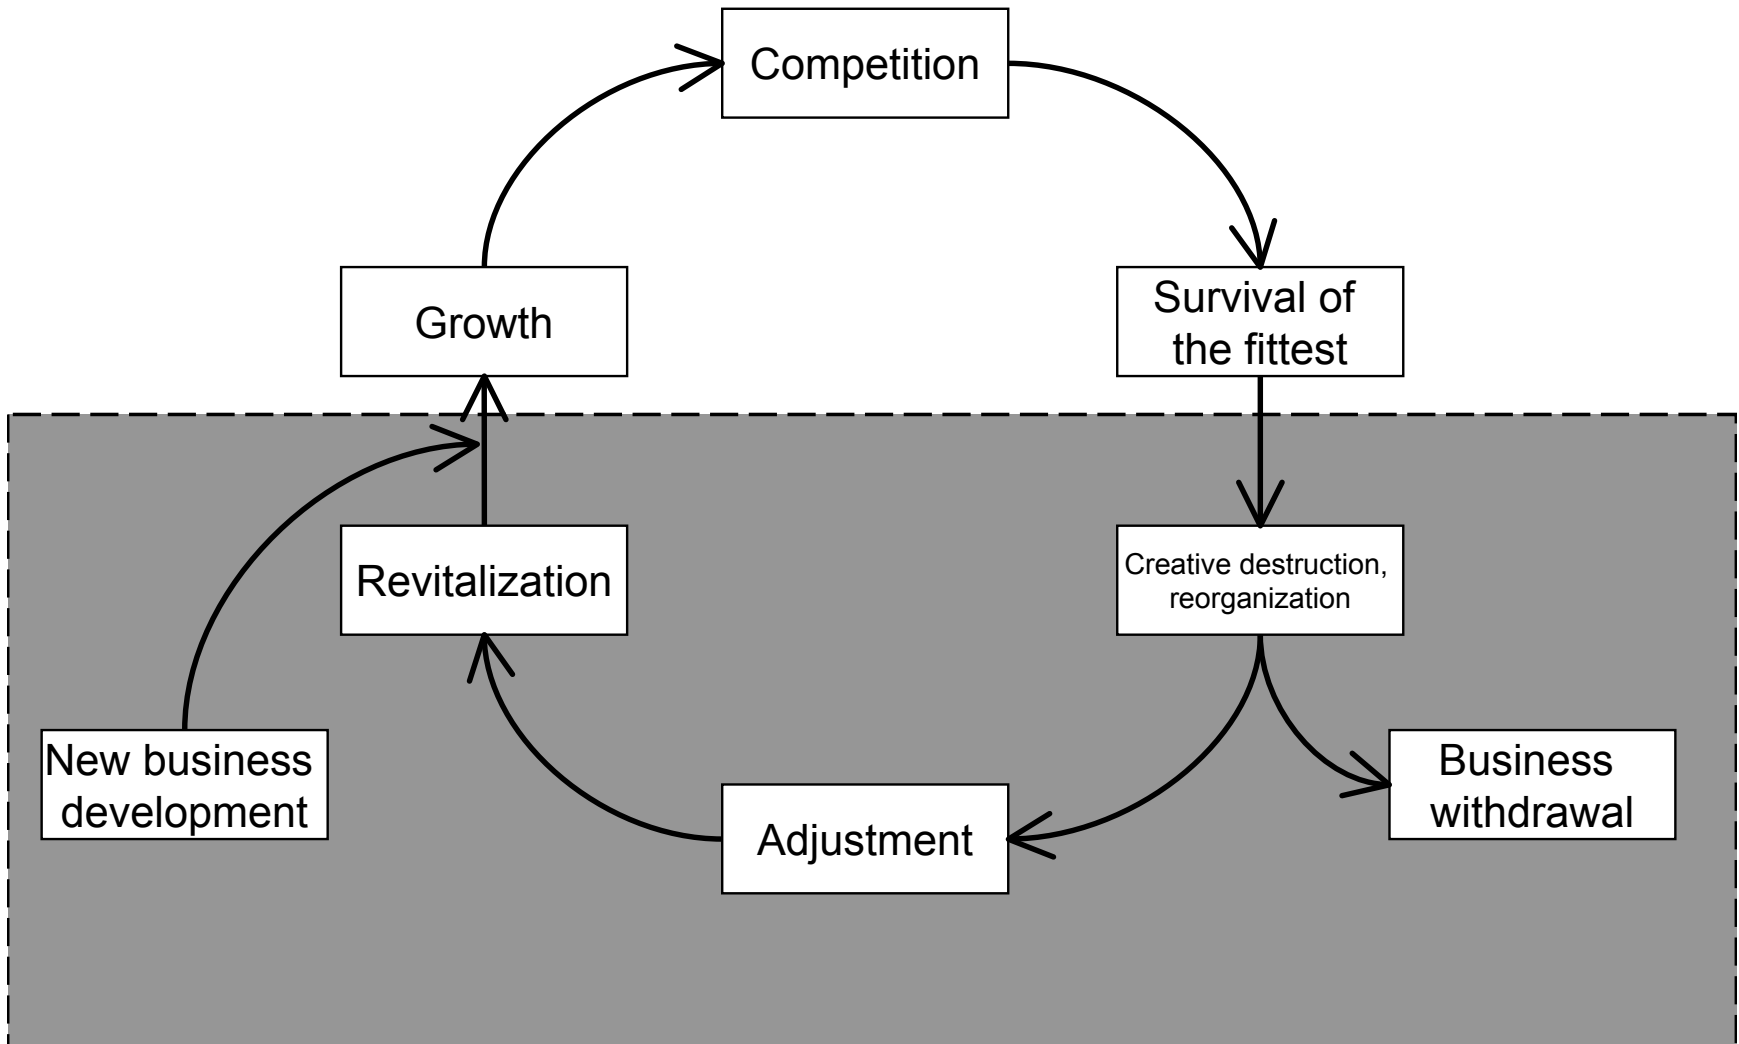 Competition
Growth
Survival of
the fittest
Revitalization
Creative destruction,
reorganization
New business
development
Adjustment
Business
withdrawal